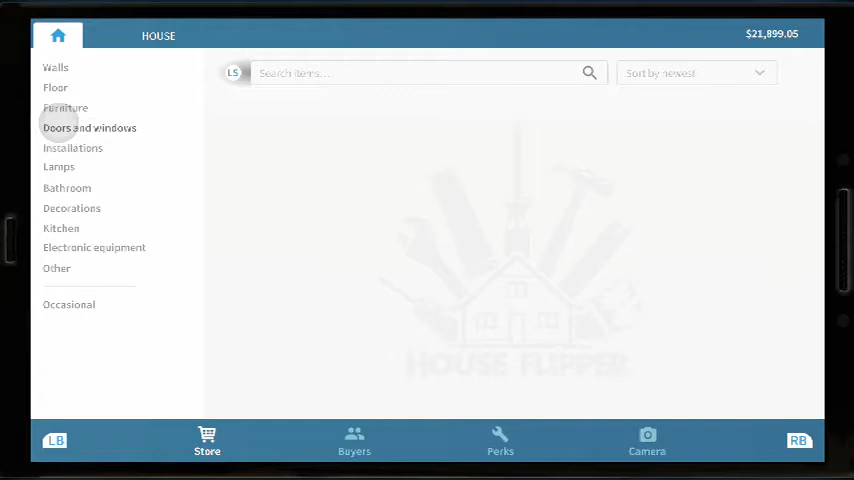 HOUSE
$21,899.05
Walls
Floor
Furniture
Doors and windows
Installations
Lamps
Bathroom
Decorations
Kitchen
Electronic equipment
Other
Occasional
LS
Search items...
Sort by newest
HOUSE FLIPPER
LB
Store
Buyers
Perks
Camera
RB